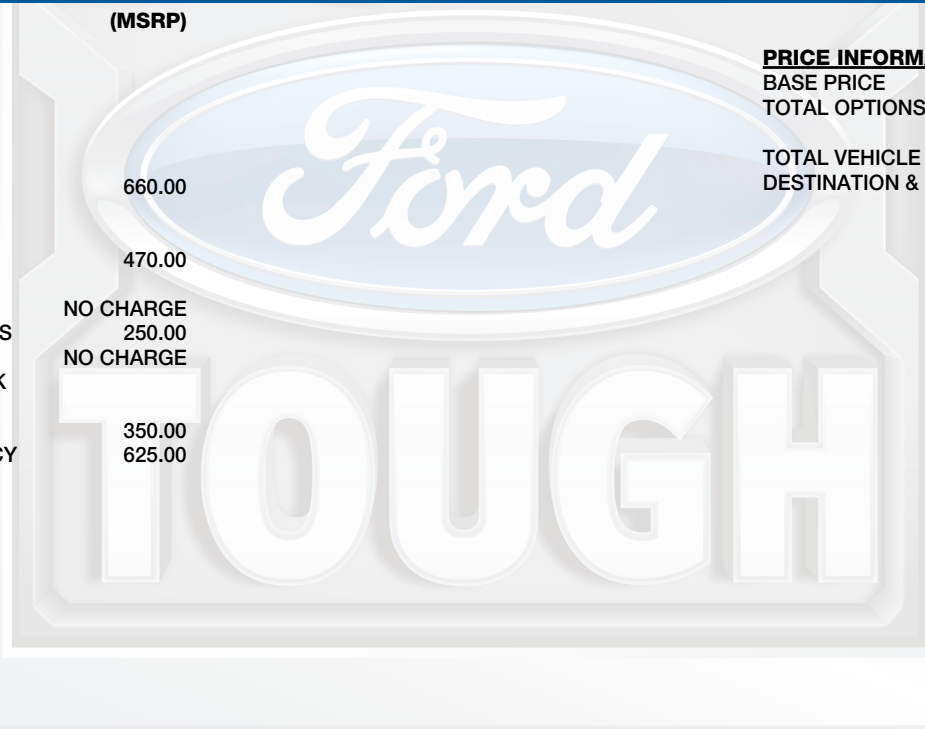 (MSRP)
660.00
470.00
NO CHARGE
S 250.00
NO CHARGE
K
350.00
CY 625.00
PRICE INFORMA
BASE PRICE
TOTAL OPTIONS
TOTAL VEHICLE
DESTINATION &
Ford
TOUGH